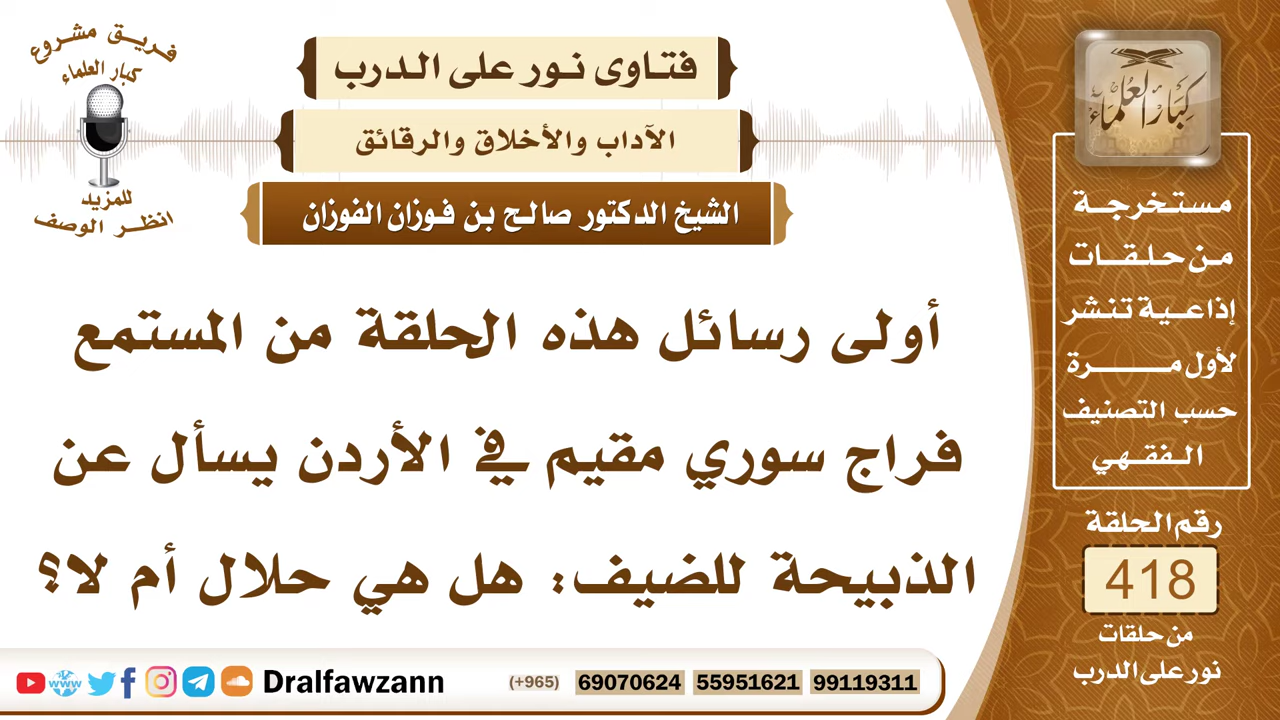 فريق مشروع
كبار العلماء
للمزيد
انظر الوصف
فتاوى نور على الدرب
الآداب والأخلاق والرقائق
الشيخ الدكتور صالح بن فوزان الفوزان
أولى رسائل هذه الحلقة من المستمع
فراج سوري مقيم في الأردن يسأل عن
الذبيحة للضيف: هل هي حلال أم لا؟
كبار العلماء
مستخرجة
من حلقات
إذاعية تنشر
لأول مرة
حسب التصنيف
الفقهي
رقم الحلقة
418
من حلقات
نور على الدرب
www Dralfawzann (+965) 69070624 55951621 99119311